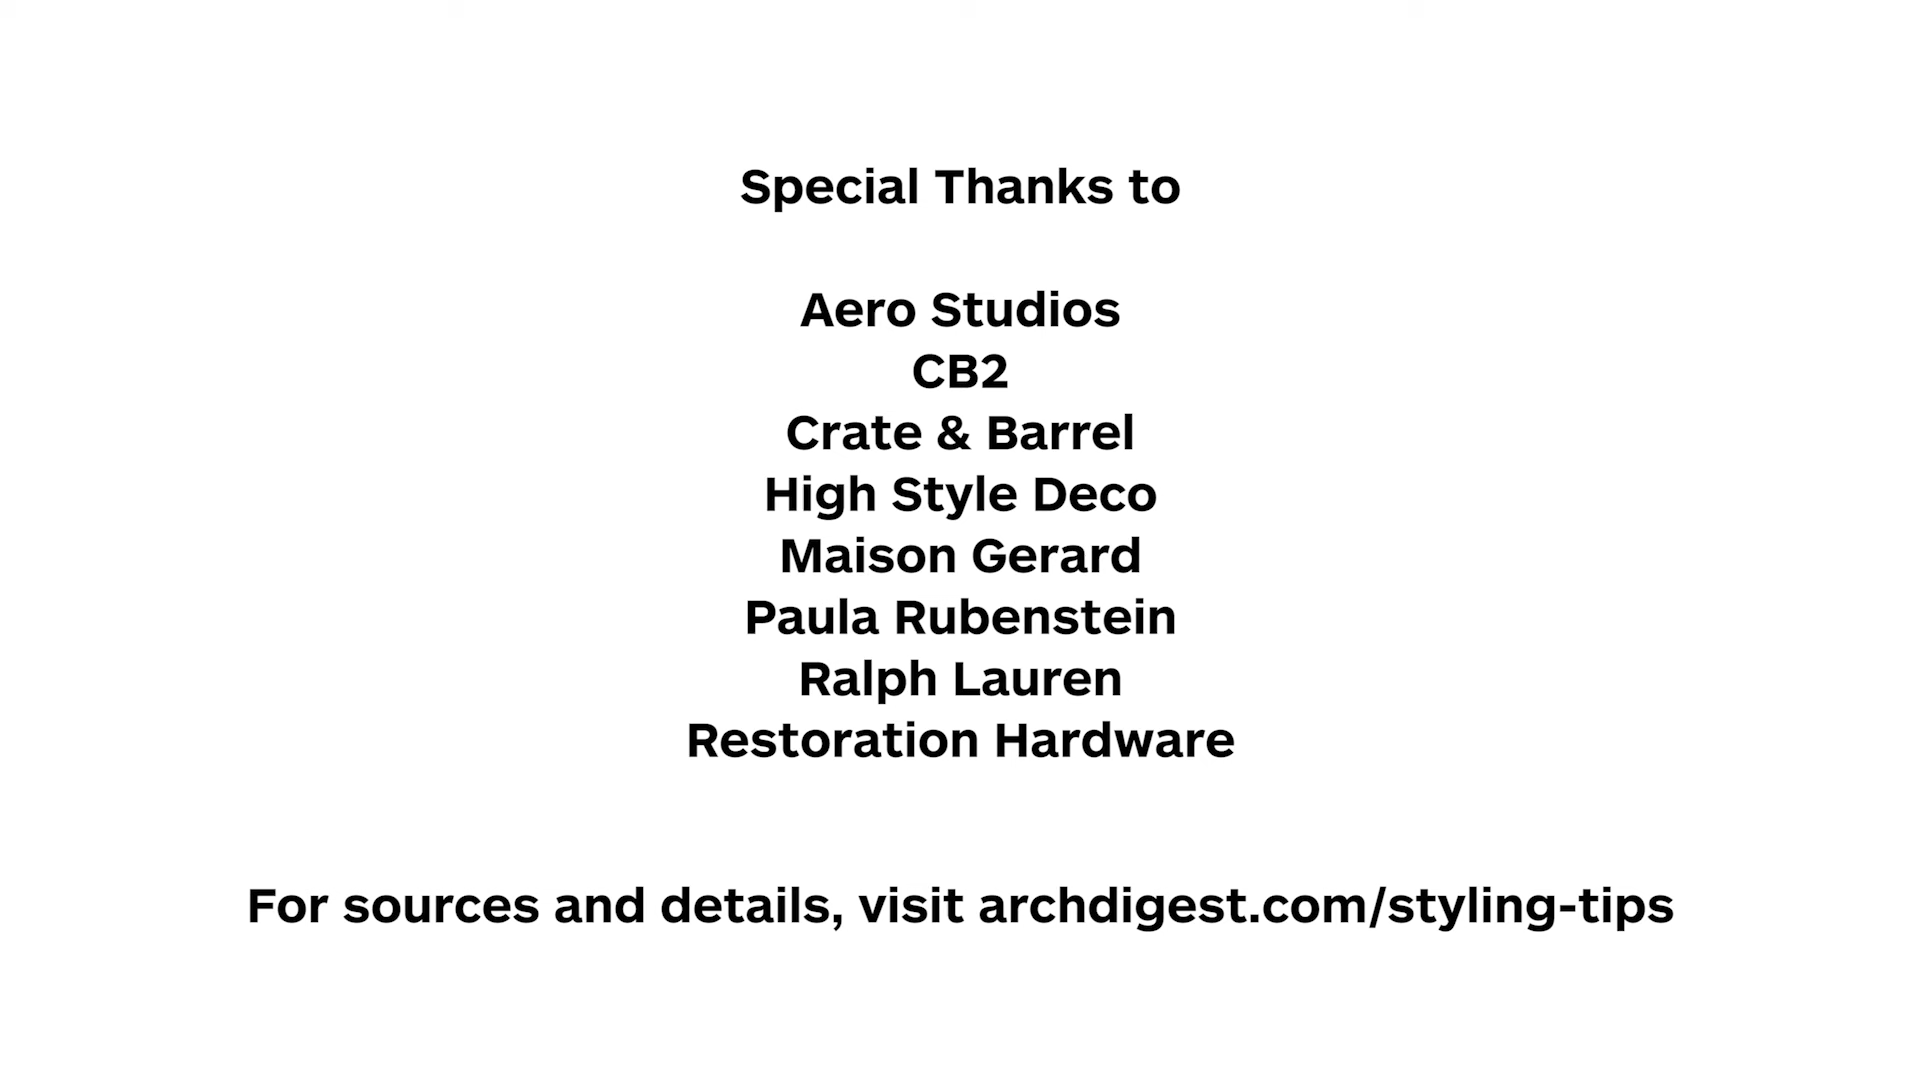 Special Thanks to
Aero Studios
CB2
Crate & Barrel
High Style Deco
Maison Gerard
Paula Rubenstein
Ralph Lauren
Restoration Hardware
For sources and details, visit archdigest.com/styling-tips